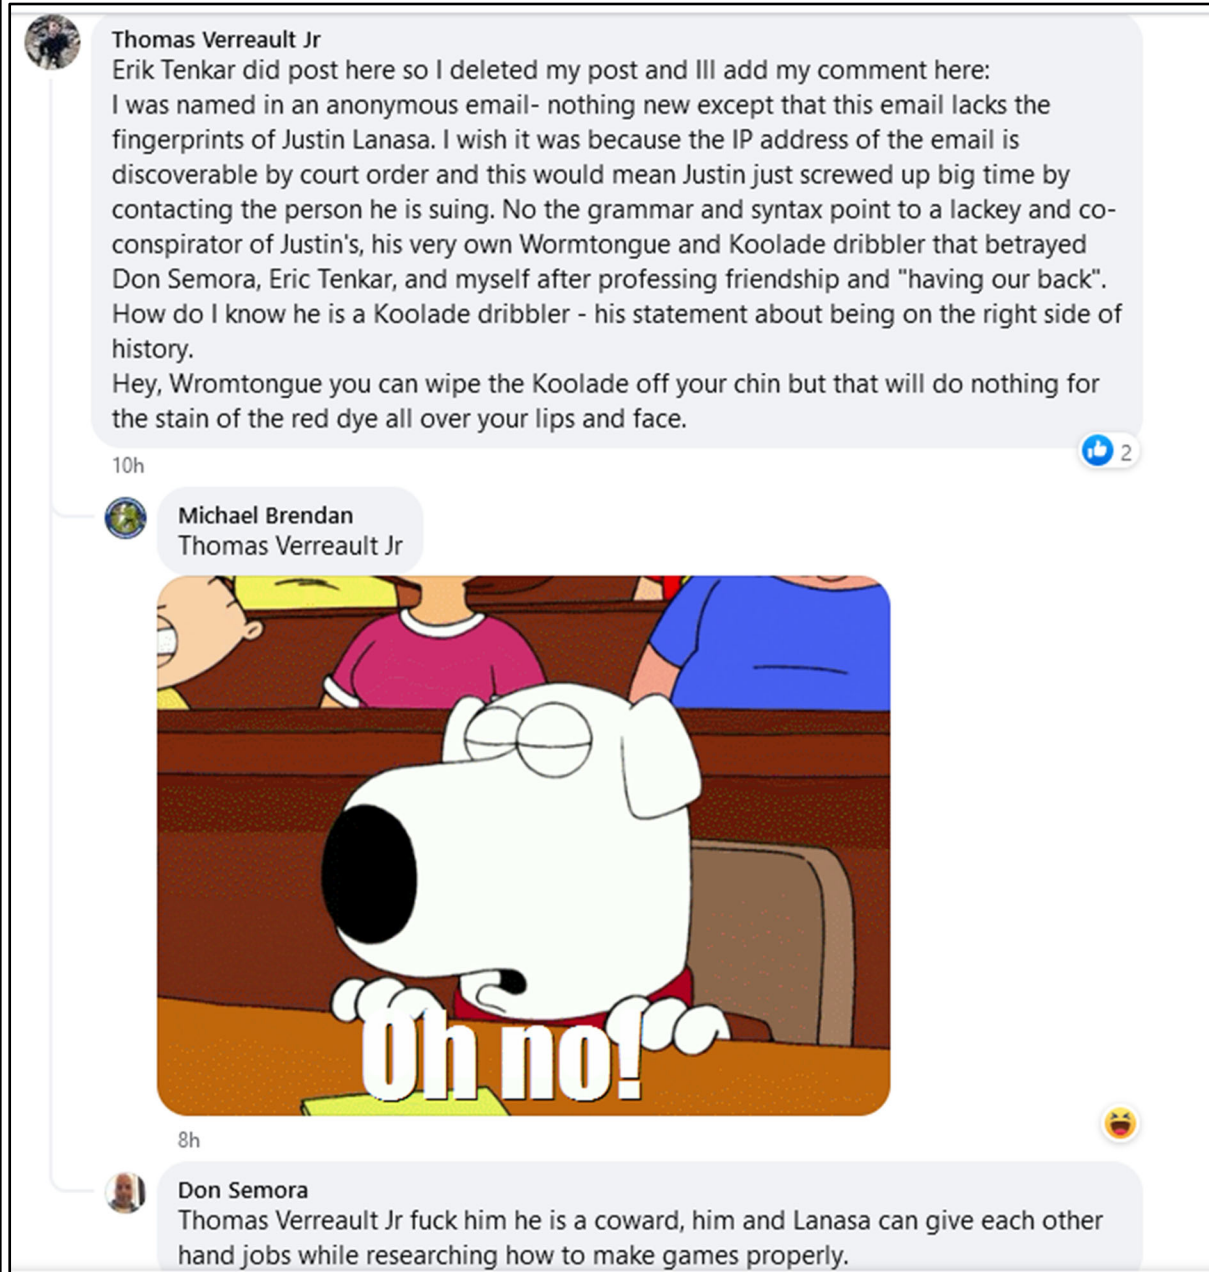 Thomas Verreault Jr
Erik Tenkar did post here so I deleted my post and Ill add my comment here:
I was named in an anonymous email- nothing new except that this email lacks the
fingerprints of Justin Lanasa. I wish it was because the IP address of the email is
discoverable by court order and this would mean Justin just screwed up big time by
contacting the person he is suing. No the grammar and syntax point to a lackey and co-
conspirator of Justin's, his very own Wormtongue and Koolade dribbler that betrayed
Don Semora, Eric Tenkar, and myself after professing friendship and "having our back".
How do I know he is a Koolade dribbler - his statement about being on the right side of
history.
Hey, Wromtongue you can wipe the Koolade off your chin but that will do nothing for
the stain of the red dye all over your lips and face.
10h
2
Michael Brendan
Thomas Verreault Jr
Oh no!
8h
Don Semora
Thomas Verreault Jr fuck him he is a coward, him and Lanasa can give each other
hand jobs while researching how to make games properly.